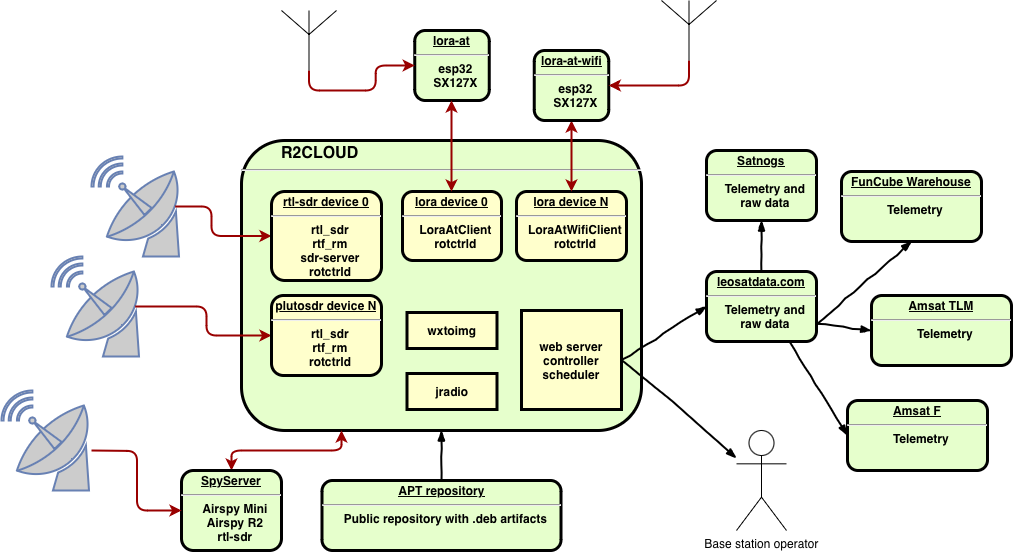 lora-at
esp32
SX127X
lora-at-wifi
esp32
SX127X
R2CLOUD
rtl-sdr device 0
rtl_sdr
rtf_rm
sdr-server
rotctrld
lora device 0
LoraAtClient
rotctrld
lora device N
LoraAtWifiClient
rotctrld
plutosdr device N
rtl_sdr
rtf_rm
rotctrld
wxtoimg
jradio
web server
controller
scheduler
Satnogs
Telemetry and
raw data
FunCube Warehouse
Telemetry
leosatdata.com
Telemetry and
raw data
Amsat TLM
Telemetry
Amsat F
Telemetry
SpyServer
Airspy Mini
Airspy R2
rtl-sdr
APT repository
Public repository with .deb artifacts
Base station operator